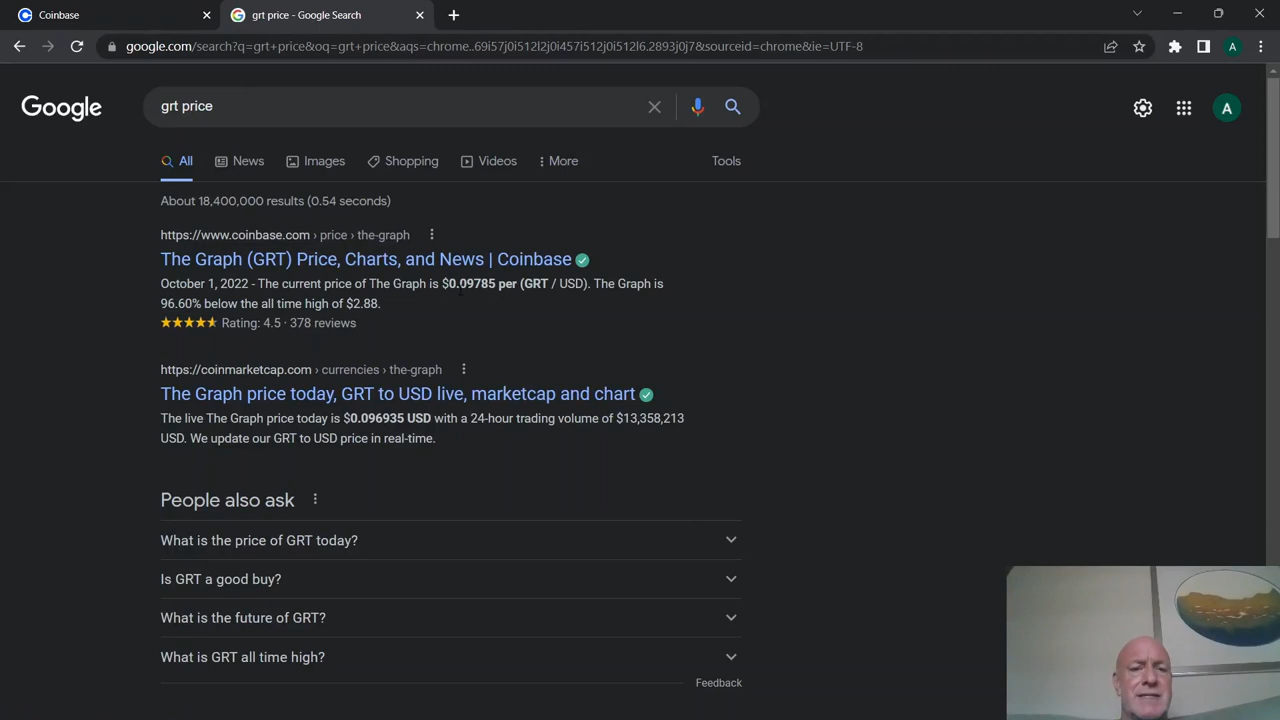 Coinbase
grt price - Google Search
google.com/search?q=grt+price&oq=grt+price&aqs=chrome..69i57j0i512l2j0i457i512j0i512l6.2893j0j7&sourceid=chrome&ie=UTF-8
A
Google
grt price
A
All
News
Images
Shopping
Videos
More
Tools
About 18,400,000 results (0.54 seconds)
https://www.coinbase.com › price › the-graph
The Graph (GRT) Price, Charts, and News | Coinbase
October 1, 2022 - The current price of The Graph is $0.09785 per (GRT / USD). The Graph is
96.60% below the all time high of $2.88.
Rating: 4.5 · 378 reviews
https://coinmarketcap.com › currencies › the-graph
The Graph price today, GRT to USD live, marketcap and chart
The live The Graph price today is $0.096935 USD with a 24-hour trading volume of $13,358,213
USD. We update our GRT to USD price in real-time.
People also ask
What is the price of GRT today?
Is GRT a good buy?
What is the future of GRT?
What is GRT all time high?
Feedback